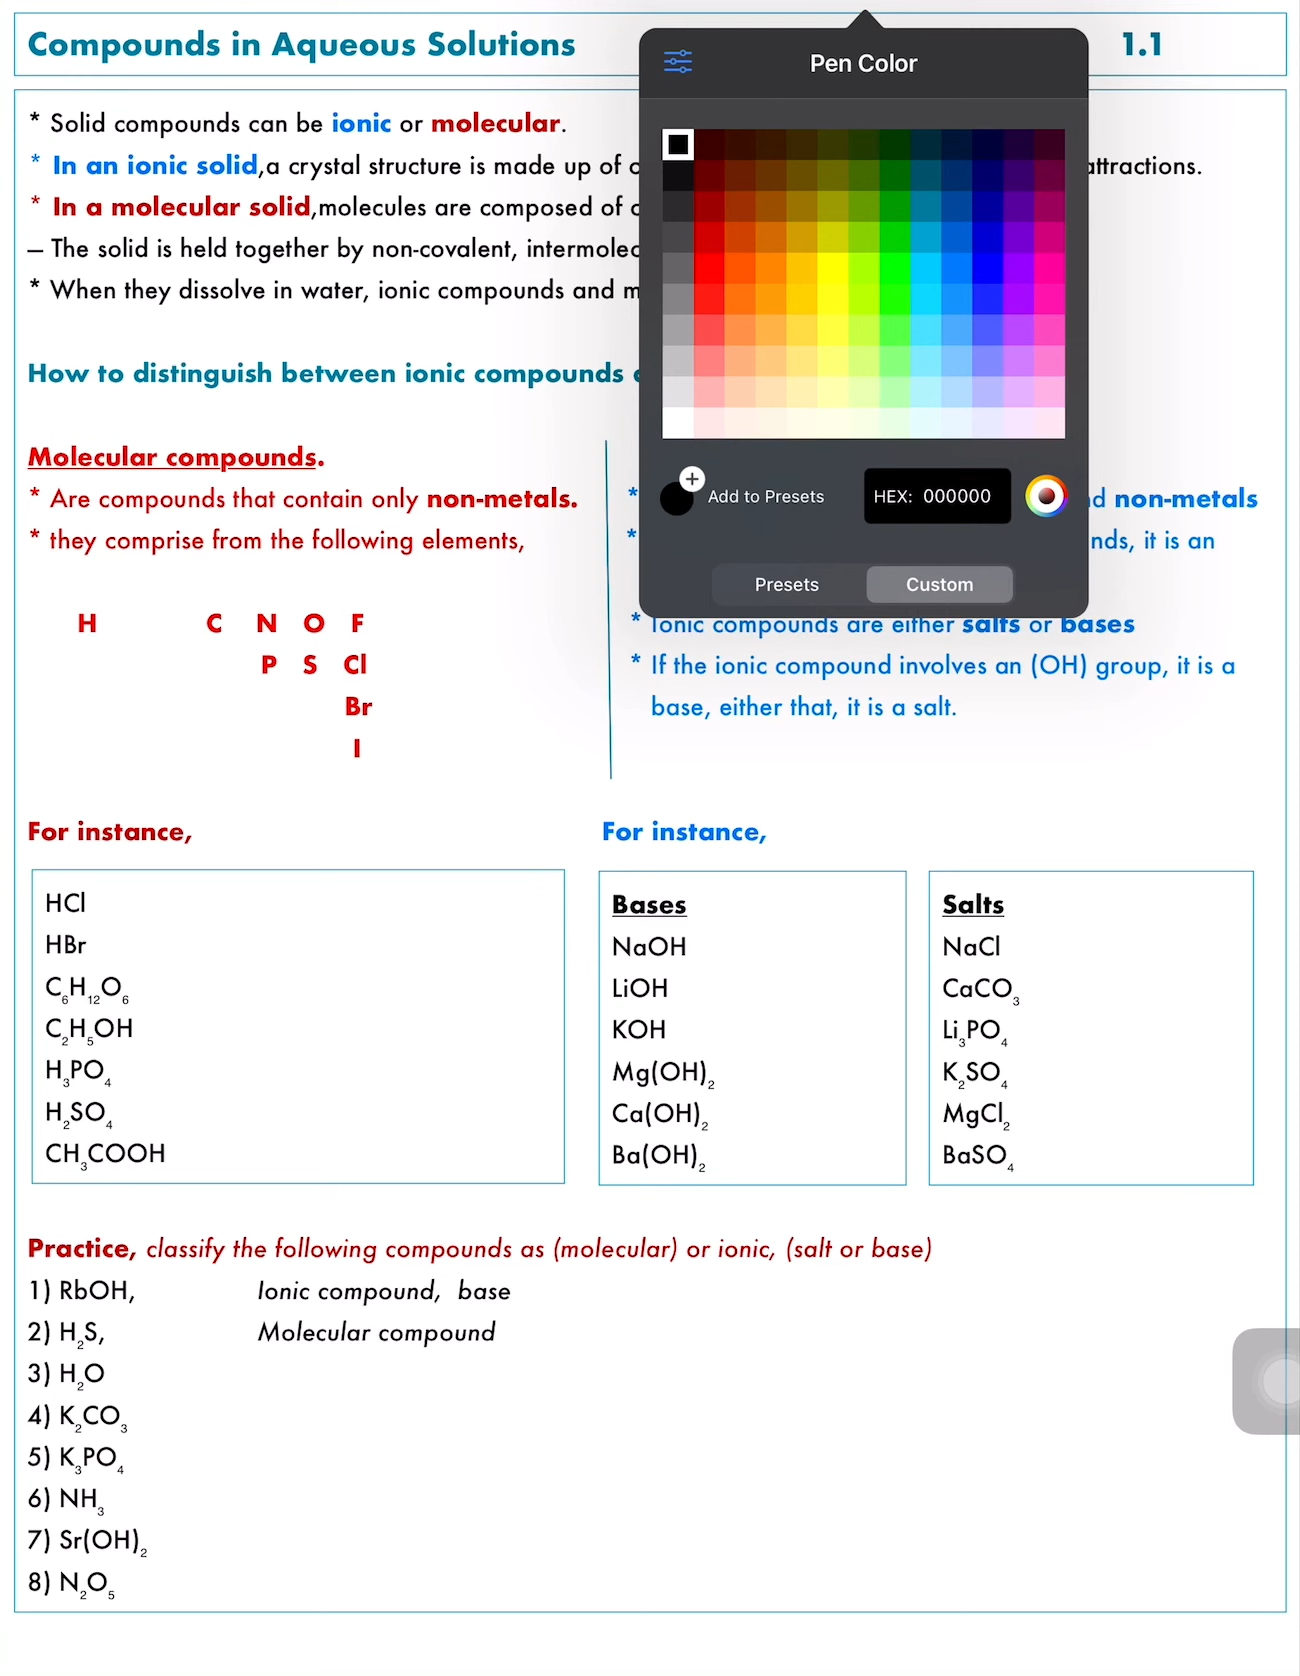 Compounds in Aqueous Solutions 1.1
Pen Color
* Solid compounds can be ionic or molecular.
* In an ionic solid,a crystal structure is made up of attractions.
* In a molecular solid,molecules are composed of
– The solid is held together by non-covalent,
* When they dissolve in water, ionic compounds and
How to distinguish between ionic compounds
Molecular compounds.
* Are compounds that contain only non-metals.
* non-metals
* they comprise from the following elements,
* it is an
Add to Presets HEX: 000000
Presets Custom
H C N O F
P S Cl
Br
I
* Ionic compounds are either salts or bases
* If the ionic compound involves an (OH) group, it is a
base, either that, it is a salt.
For instance,
HCl
HBr
C₆H₁₂O₆
C₂H₅OH
H₃PO₄
H₂SO₄
CH₃COOH
For instance,
Bases
NaOH
LiOH
KOH
Mg(OH)₂
Ca(OH)₂
Ba(OH)₂
Salts
NaCl
CaCO₃
Li₃PO₄
K₂SO₄
MgCl₂
BaSO₄
Practice, classify the following compounds as (molecular) or ionic, (salt or base)
1) RbOH, Ionic compound, base
2) H₂S, Molecular compound
3) H₂O
4) K₂CO₃
5) K₃PO₄
6) NH₃
7) Sr(OH)₂
8) N₂O₅